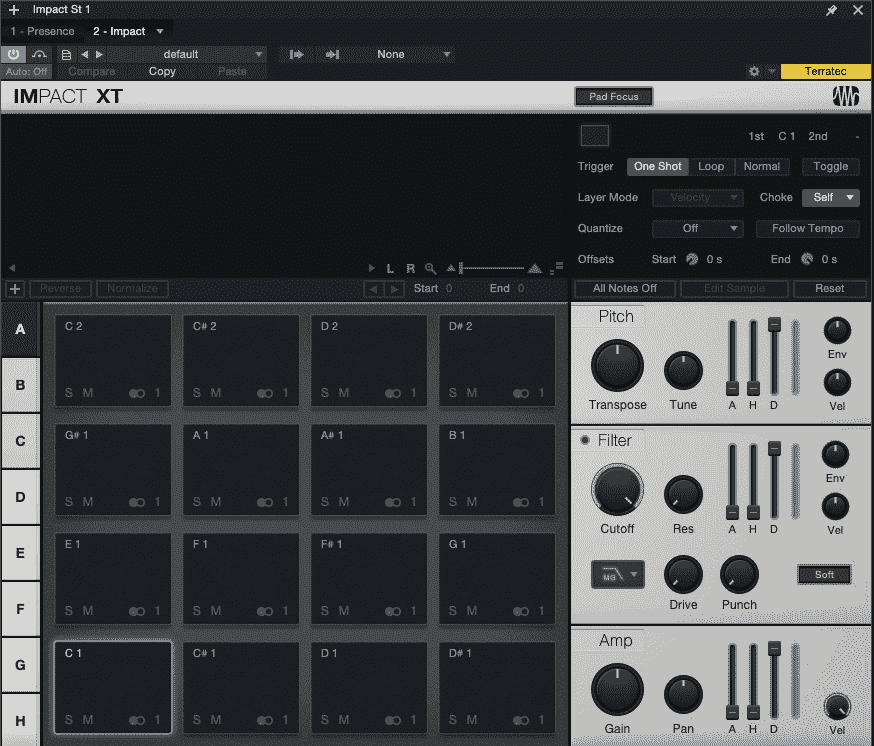 Impact St 1
1 - Presence 2 - Impact
default None
Auto: Off Compare Copy Paste Terratec
IMPACT XT Pad Focus
1st C 1 2nd -
Trigger One Shot Loop Normal Toggle
Layer Mode Velocity Choke Self
Quantize Off Follow Tempo
L R Offsets Start 0 s End 0 s
Reverse Normalize Start 0 End 0 All Notes Off Edit Sample Reset
A
B
C
D
E
F
G
H
C 2 C# 2 D 2 D# 2
S M 1 S M 1 S M 1 S M 1
G# 1 A 1 A# 1 B 1
S M 1 S M 1 S M 1 S M 1
E 1 F 1 F# 1 G 1
S M 1 S M 1 S M 1 S M 1
C 1 C# 1 D 1 D# 1
S M 1 S M 1 S M 1 S M 1
Pitch
Env
Transpose Tune A H D Vel
Filter
Env
Cutoff Res A H D Vel
MG Soft
Drive Punch
Amp
Gain Pan A H D Vel